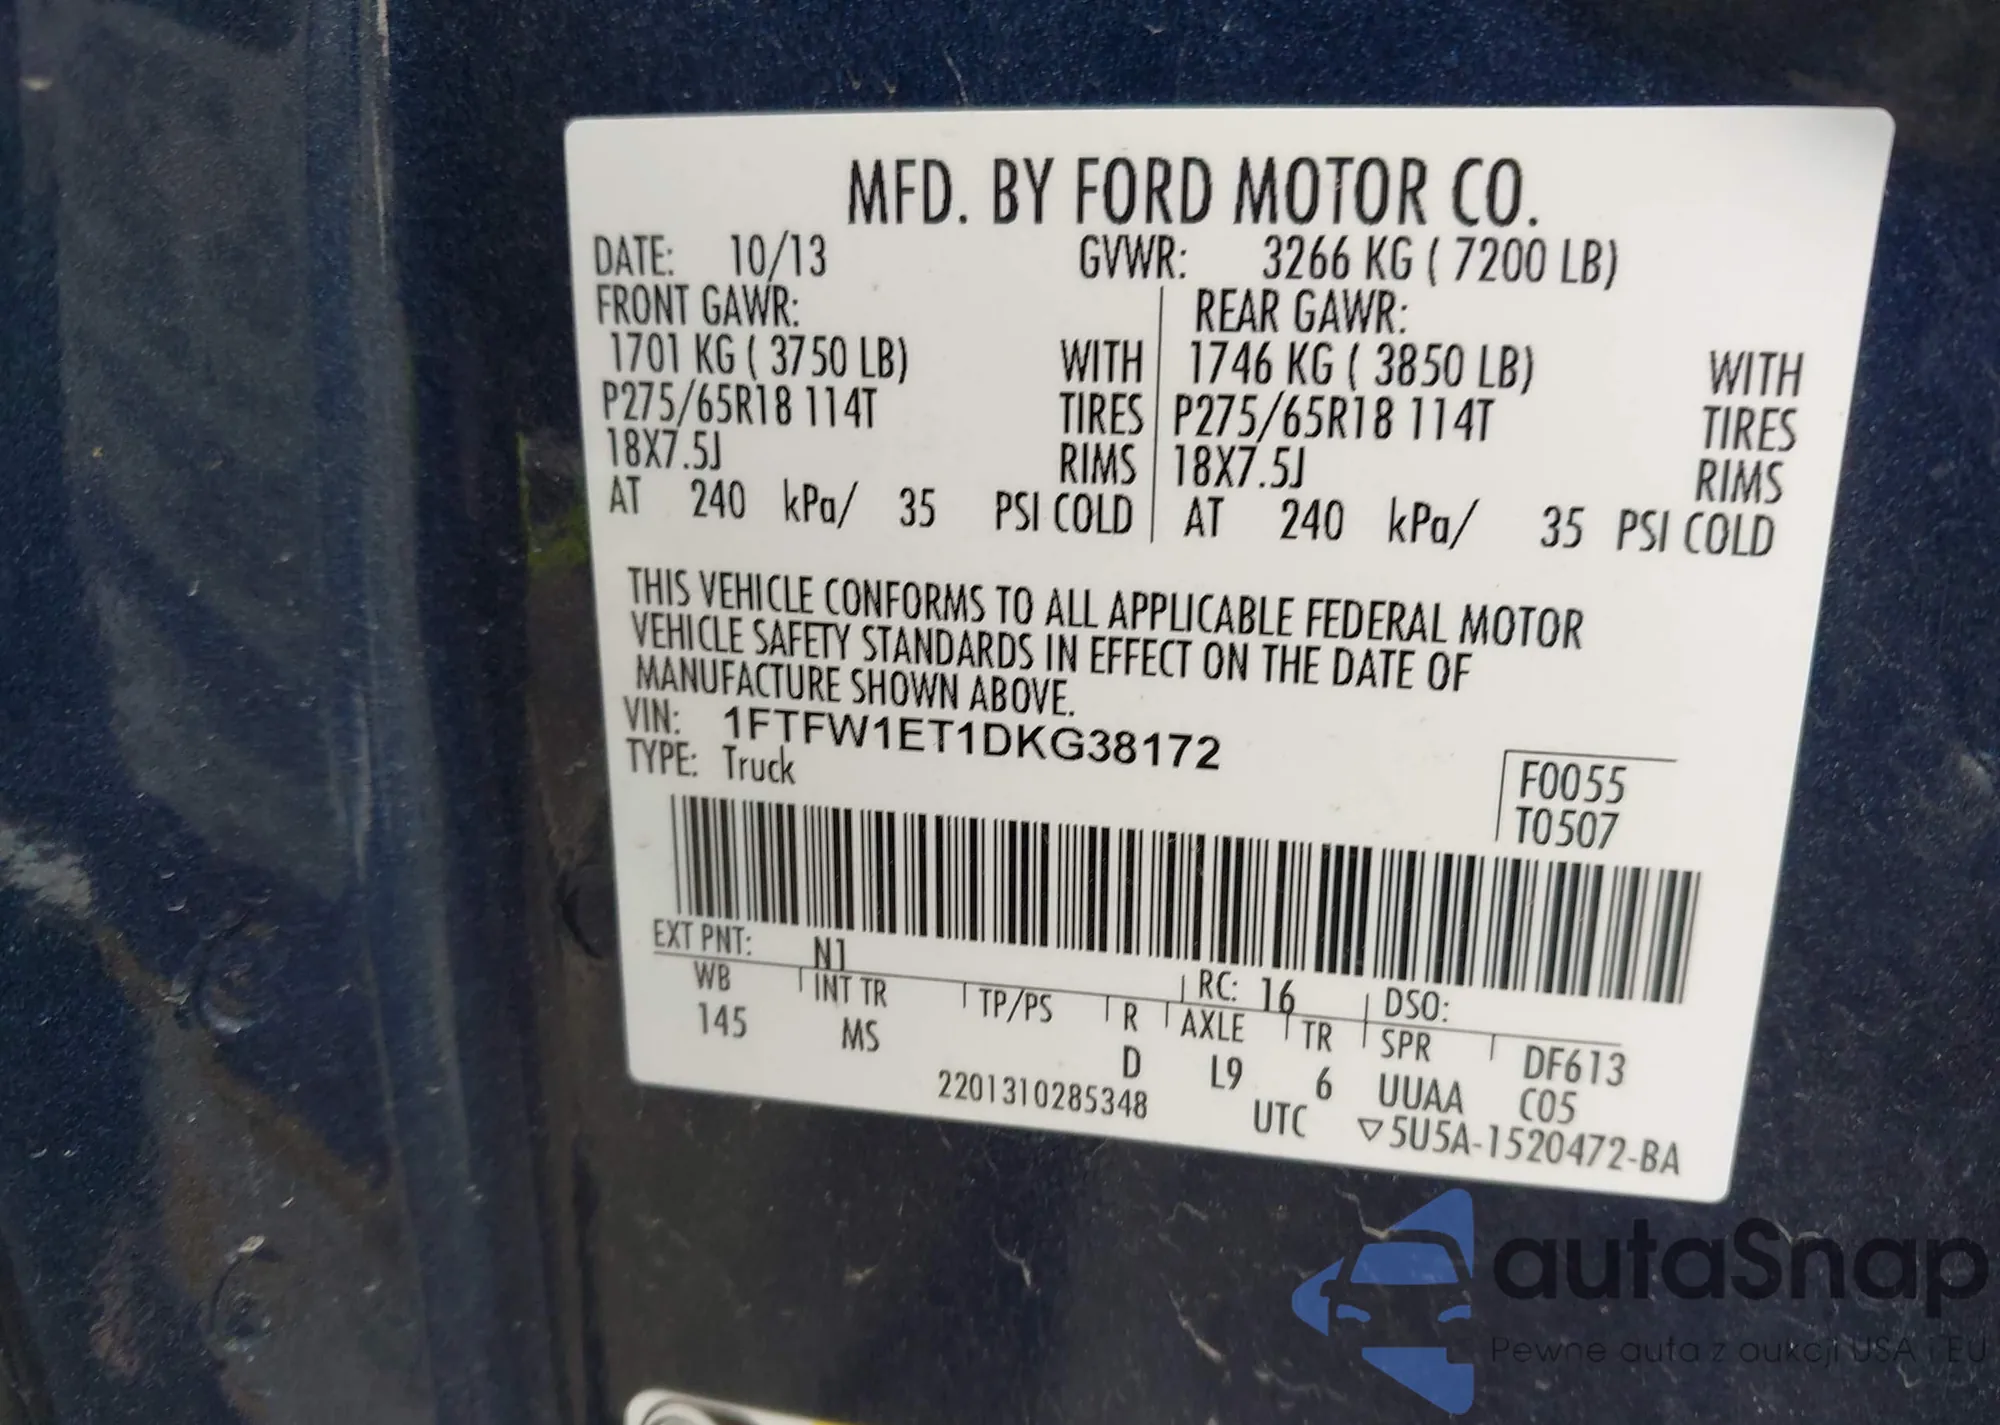 MFD. BY FORD MOTOR CO.
DATE: 10/13 GVWR: 3266 KG ( 7200 LB)
FRONT GAWR: REAR GAWR:
1701 KG ( 3750 LB) WITH 1746 KG ( 3850 LB) WITH
P275/65R18 114T TIRES P275/65R18 114T TIRES
18X7.5J RIMS 18X7.5J RIMS
AT 240 kPa/ 35 PSI COLD AT 240 kPa/ 35 PSI COLD
THIS VEHICLE CONFORMS TO ALL APPLICABLE FEDERAL MOTOR
VEHICLE SAFETY STANDARDS IN EFFECT ON THE DATE OF
MANUFACTURE SHOWN ABOVE.
VIN: 1FTFW1ET1DKG38172
TYPE: Truck
F0055
T0507
EXT PNT: N1 RC: 16 DSO:
WB INT TR TP/PS R AXLE TR SPR DF613
145 MS D L9 6 UUAA C05
2201310285348 UTC ▽5U5A-1520472-BA
autaSnap
Pewne auta z aukcji USA i EU